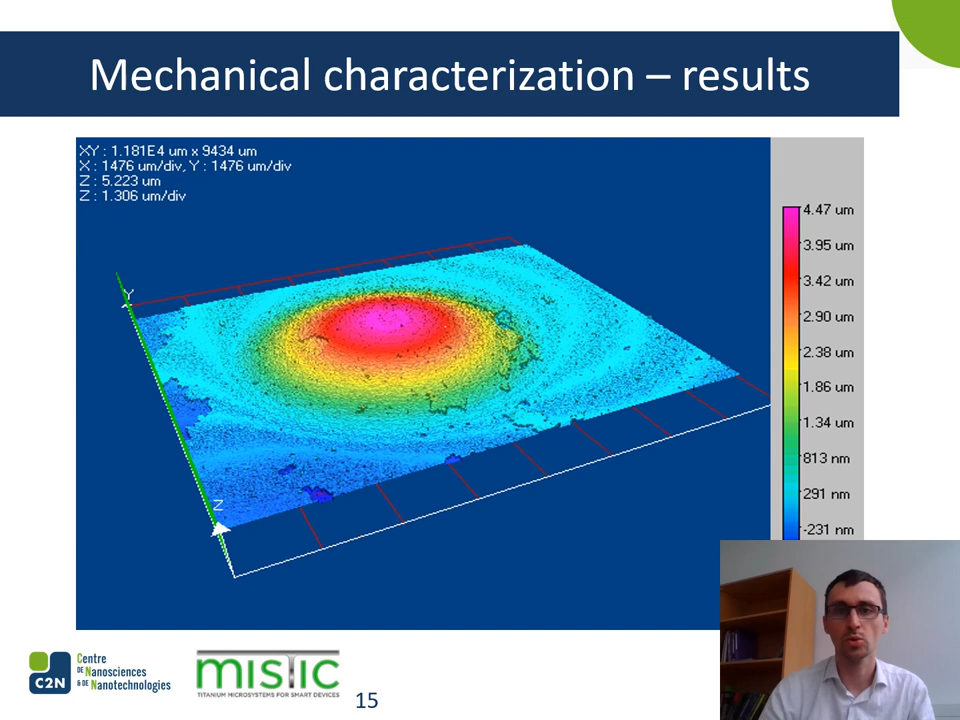 Mechanical characterization – results
XY : 1.181E4 um x 9434 um
X : 1476 um/div, Y : 1476 um/div
Z : 5.223 um
Z : 1.306 um/div
Y
Z
4.47 um
3.95 um
3.42 um
2.90 um
2.38 um
1.86 um
1.34 um
813 nm
291 nm
-231 nm
C2N
Centre
DE Nanosciences
& DE Nanotechnologies
MISTIC
TITANIUM MICROSYSTEMS FOR SMART DEVICES
15